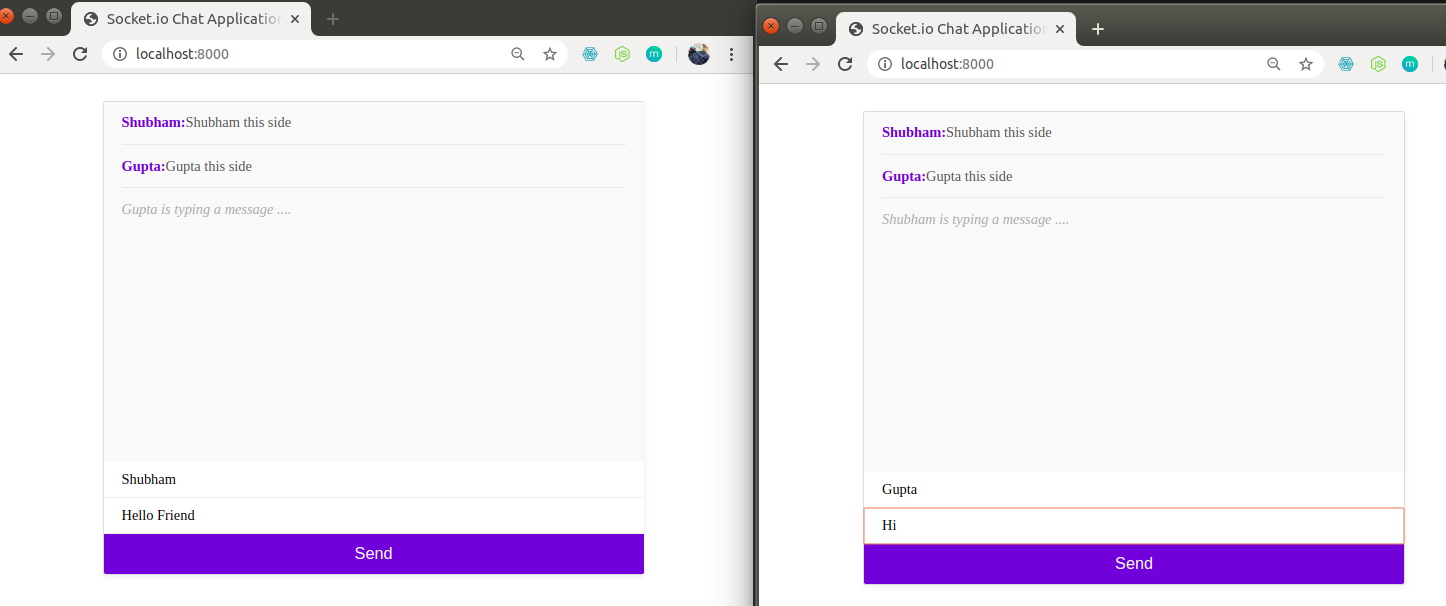 Socket.io Chat Application
localhost:8000
Shubham:Shubham this side
Gupta:Gupta this side
Gupta is typing a message ....
Shubham
Hello Friend
Send
Socket.io Chat Application
localhost:8000
Shubham:Shubham this side
Gupta:Gupta this side
Shubham is typing a message ....
Gupta
Hi
Send